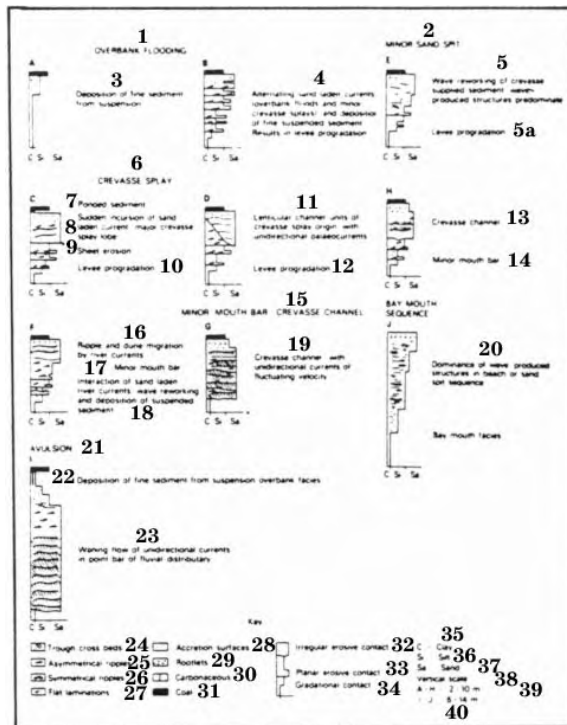 1
OVERBANK FLOODING
2
MINOR SAND SPIT
A
3
Deposition of fine sediment
from suspension
C Si Sa
B
4
Alternating sand laden currents
(overbank floods and minor
crevasse splays) and deposition
of fine suspended sediment
Results in levee progradation
C Si Sa
E
5
Wave reworking of crevasse
supplied sediment wave-
produced structures predominate
5a
Levee progradation
C Si Sa
6
CREVASSE SPLAY
C
7 Ponded sediment
Sudden incursion of sand
8 laden current major crevasse
splay lobe
9 Sheet erosion
Levee progradation 10
C Si Sa
D
11
Lenticular channel units of
crevasse splay origin with
unidirectional palaeocurrents
Levee progradation 12
C Si Sa
H
Crevasse channel 13
Minor mouth bar 14
C Si Sa
15
MINOR MOUTH BAR CREVASSE CHANNEL
F
16
Ripple and dune migration
by river currents
17 Minor mouth bar
Interaction of sand laden
river currents wave reworking
and deposition of suspended
sediment 18
C Si Sa
G
19
Crevasse channel with
unidirectional currents of
fluctuating velocity
C Si Sa
BAY MOUTH
SEQUENCE
J
20
Dominance of wave produced
structures in beach or sand
spit sequence
Bay mouth facies
C Si Sa
AVULSION 21
I
22 Deposition of fine sediment from suspension overbank facies
23
Waning flow of unidirectional currents
in point bar of fluvial distributary
C Si Sa
Key
Trough cross beds 24
Asymmetrical ripples 25
Symmetrical ripples 26
Flat laminations 27
Accretion surfaces 28
Rootlets 29
Carbonaceous 30
Coal 31
Irregular erosive contact 32
Planar erosive contact 33
Gradational contact 34
35
C Clay
Si Silt 36
Sa Sand 37
Vertical scale 38
A - H 2 - 10 m 39
I - J 8 - 14 m
40